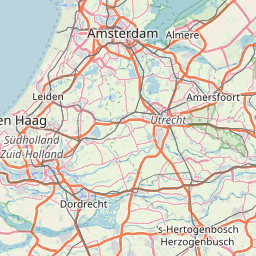 Amsterdam
Almere
Leiden
Amersfoort
en Haag
Utrecht
Südholland
Zuid-Holland
Dordrecht
's-Hertogenbosch
Herzogenbusch